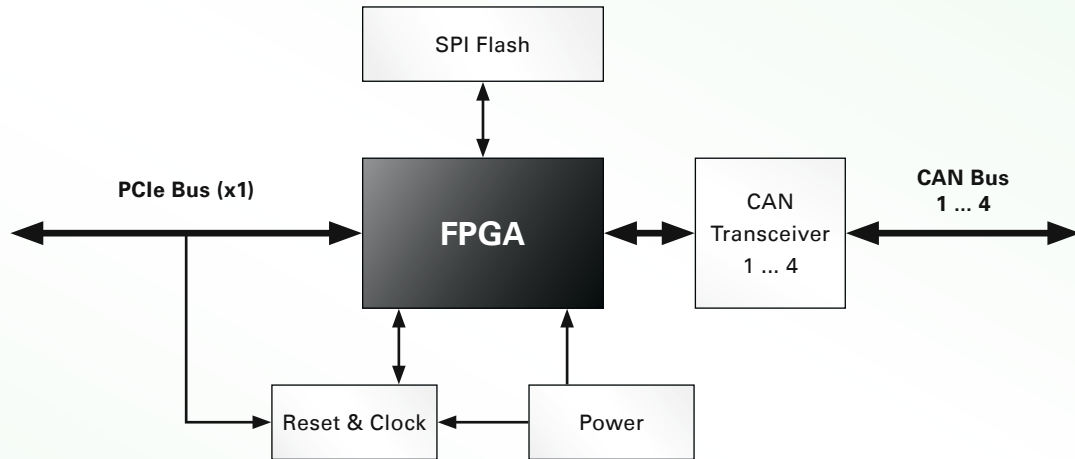 SPI Flash
PCIe Bus (x1)
FPGA
CAN
Transceiver
1 ... 4
CAN Bus
1 ... 4
Reset & Clock
Power